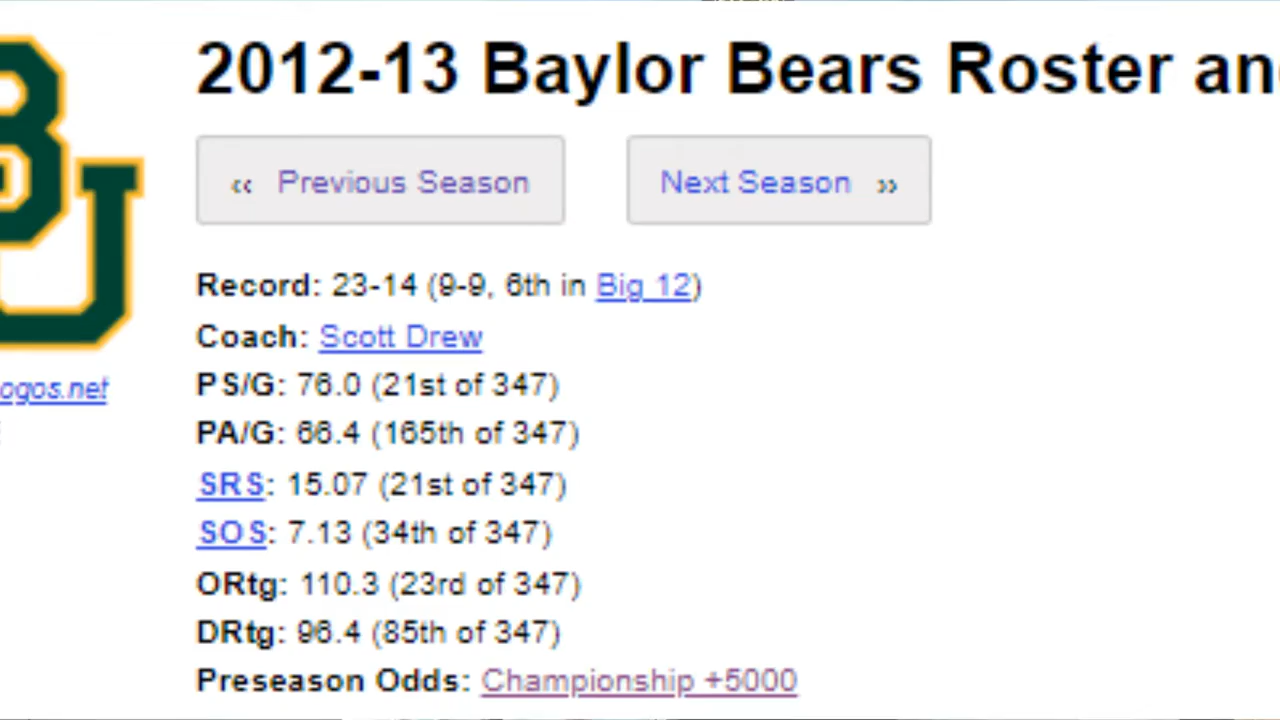 2012-13 Baylor Bears Roster an
‹‹ Previous Season
Next Season ››
Record: 23-14 (9-9, 6th in Big 12)
Coach: Scott Drew
PS/G: 76.0 (21st of 347)
ogos.net
PA/G: 66.4 (165th of 347)
SRS: 15.07 (21st of 347)
SOS: 7.13 (34th of 347)
ORtg: 110.3 (23rd of 347)
DRtg: 96.4 (85th of 347)
Preseason Odds: Championship +5000